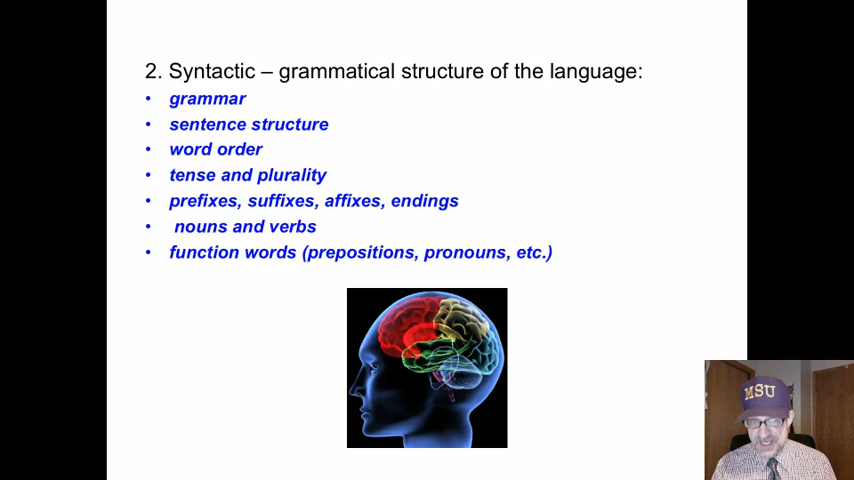 2. Syntactic – grammatical structure of the language:
• grammar
• sentence structure
• word order
• tense and plurality
• prefixes, suffixes, affixes, endings
• nouns and verbs
• function words (prepositions, pronouns, etc.)
MSU